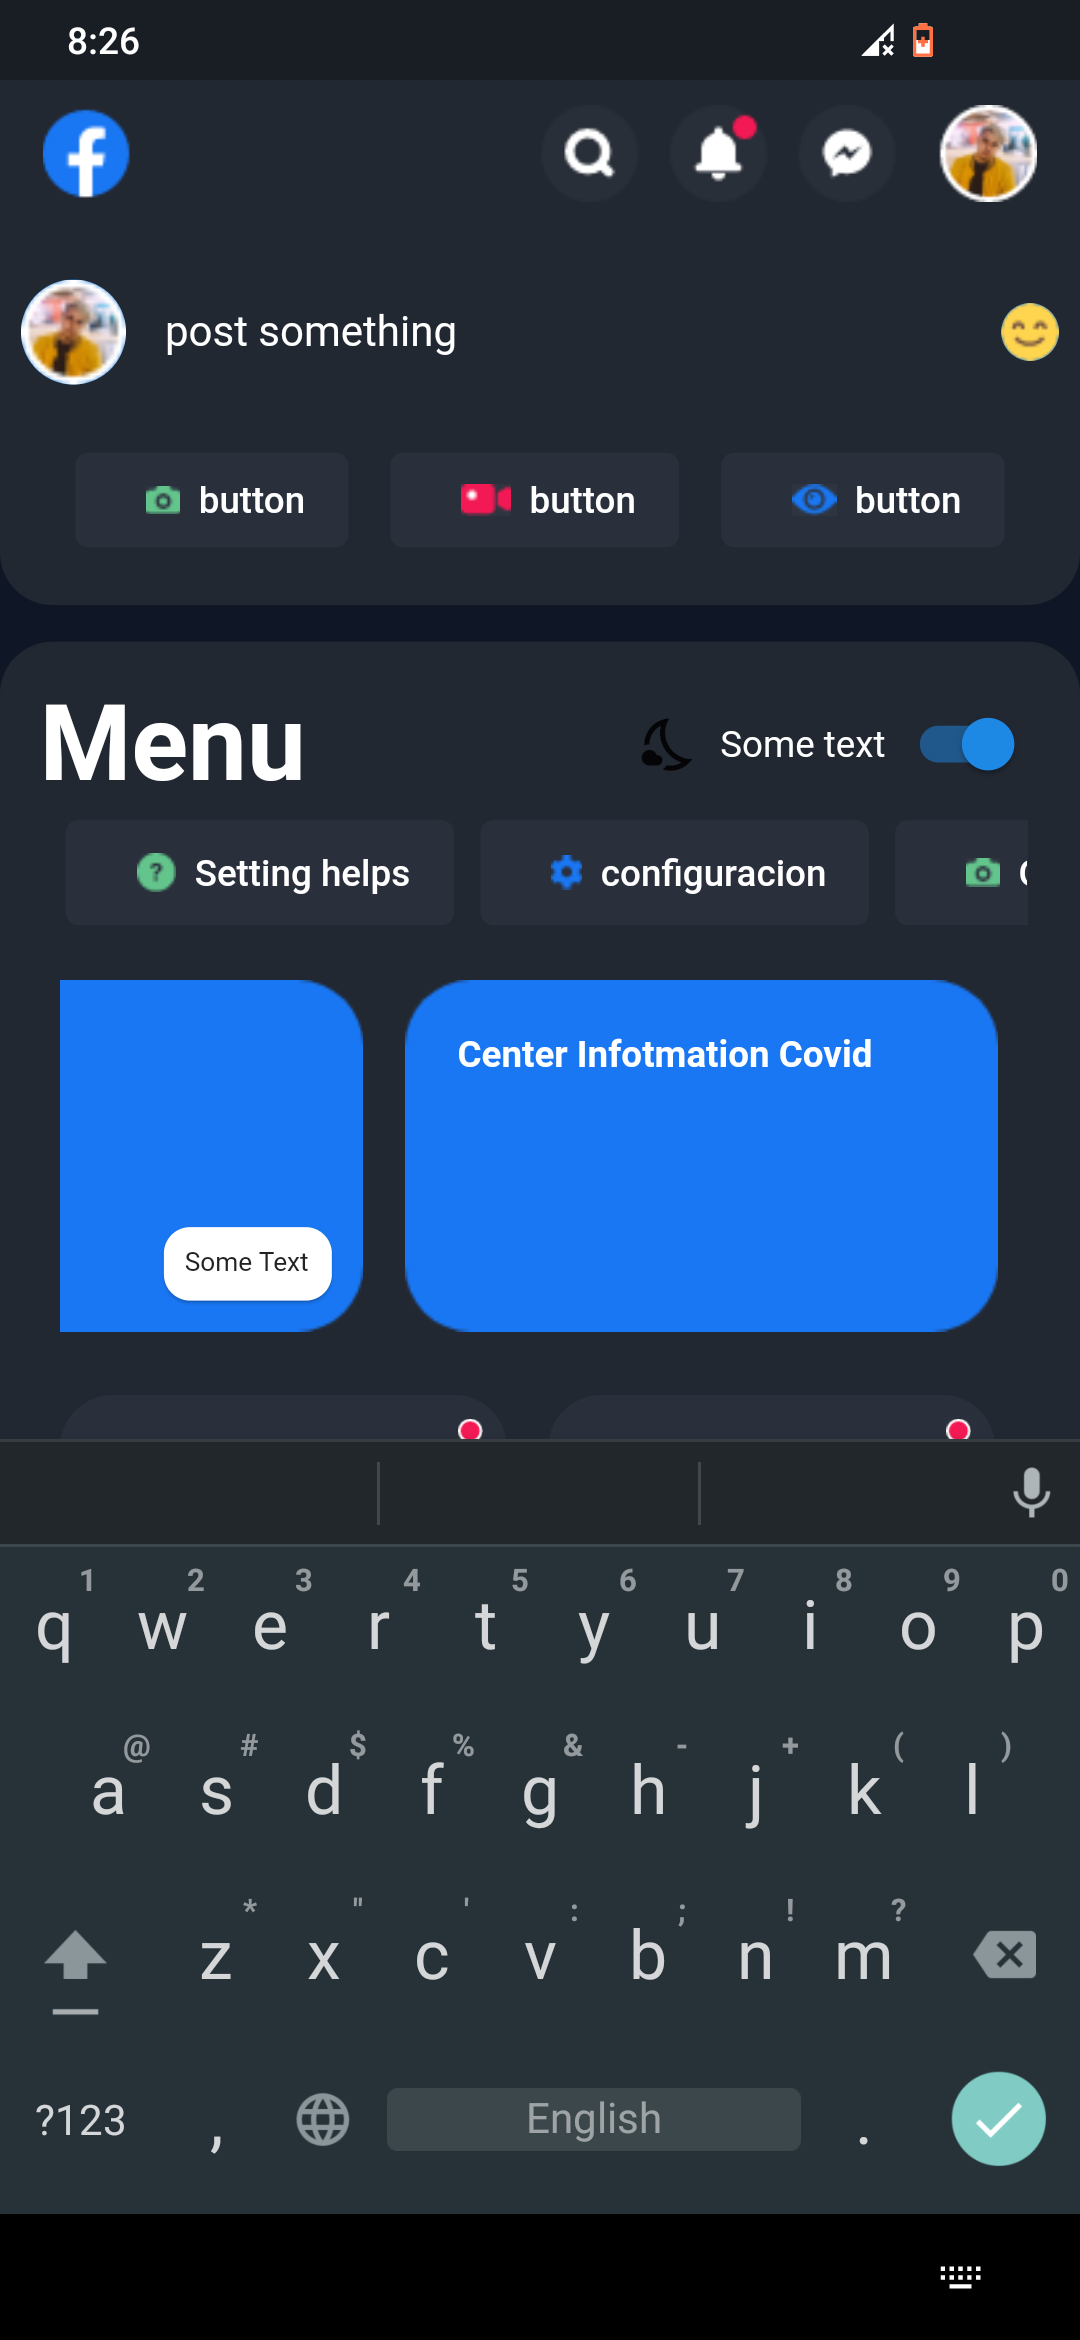 8:26
post something
button button button
Menu Some text
Setting helps configuracion
Center Infotmation Covid
Some Text
1 2 3 4 5 6 7 8 9 0
q w e r t y u i o p
@ # $ % & - + ( )
a s d f g h j k l
* " ' : ; ! ?
z x c v b n m
?123 , English .